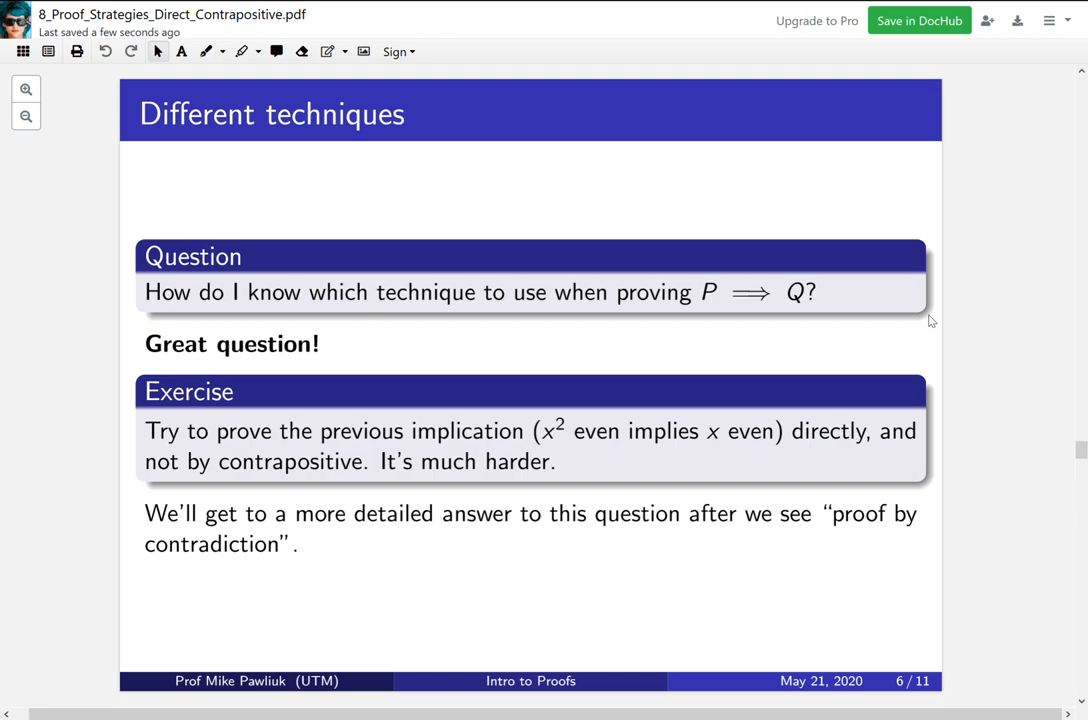 8_Proof_Strategies_Direct_Contrapositive.pdf
Last saved a few seconds ago
Upgrade to Pro
Save in DocHub
Sign
Different techniques
Question
How do I know which technique to use when proving P ⟹ Q?
Great question!
Exercise
Try to prove the previous implication (x² even implies x even) directly, and
not by contrapositive. It's much harder.
We'll get to a more detailed answer to this question after we see “proof by
contradiction”.
Prof Mike Pawliuk (UTM) Intro to Proofs May 21, 2020 6 / 11